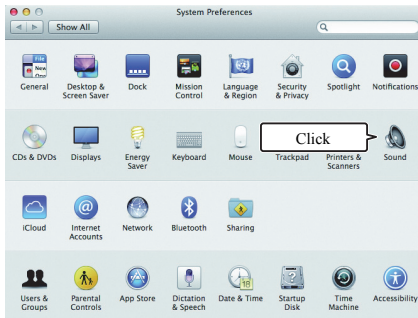 System Preferences
Show All
General
Desktop &
Screen Saver
Dock
Mission
Control
Language
& Region
Security
& Privacy
Spotlight
Notifications
CDs & DVDs
Displays
Energy
Saver
Keyboard
Mouse
Trackpad
Printers &
Scanners
Sound
Click
iCloud
Internet
Accounts
Network
Bluetooth
Sharing
Users &
Groups
Parental
Controls
App Store
Dictation
& Speech
Date & Time
Startup
Disk
Time
Machine
Accessibility